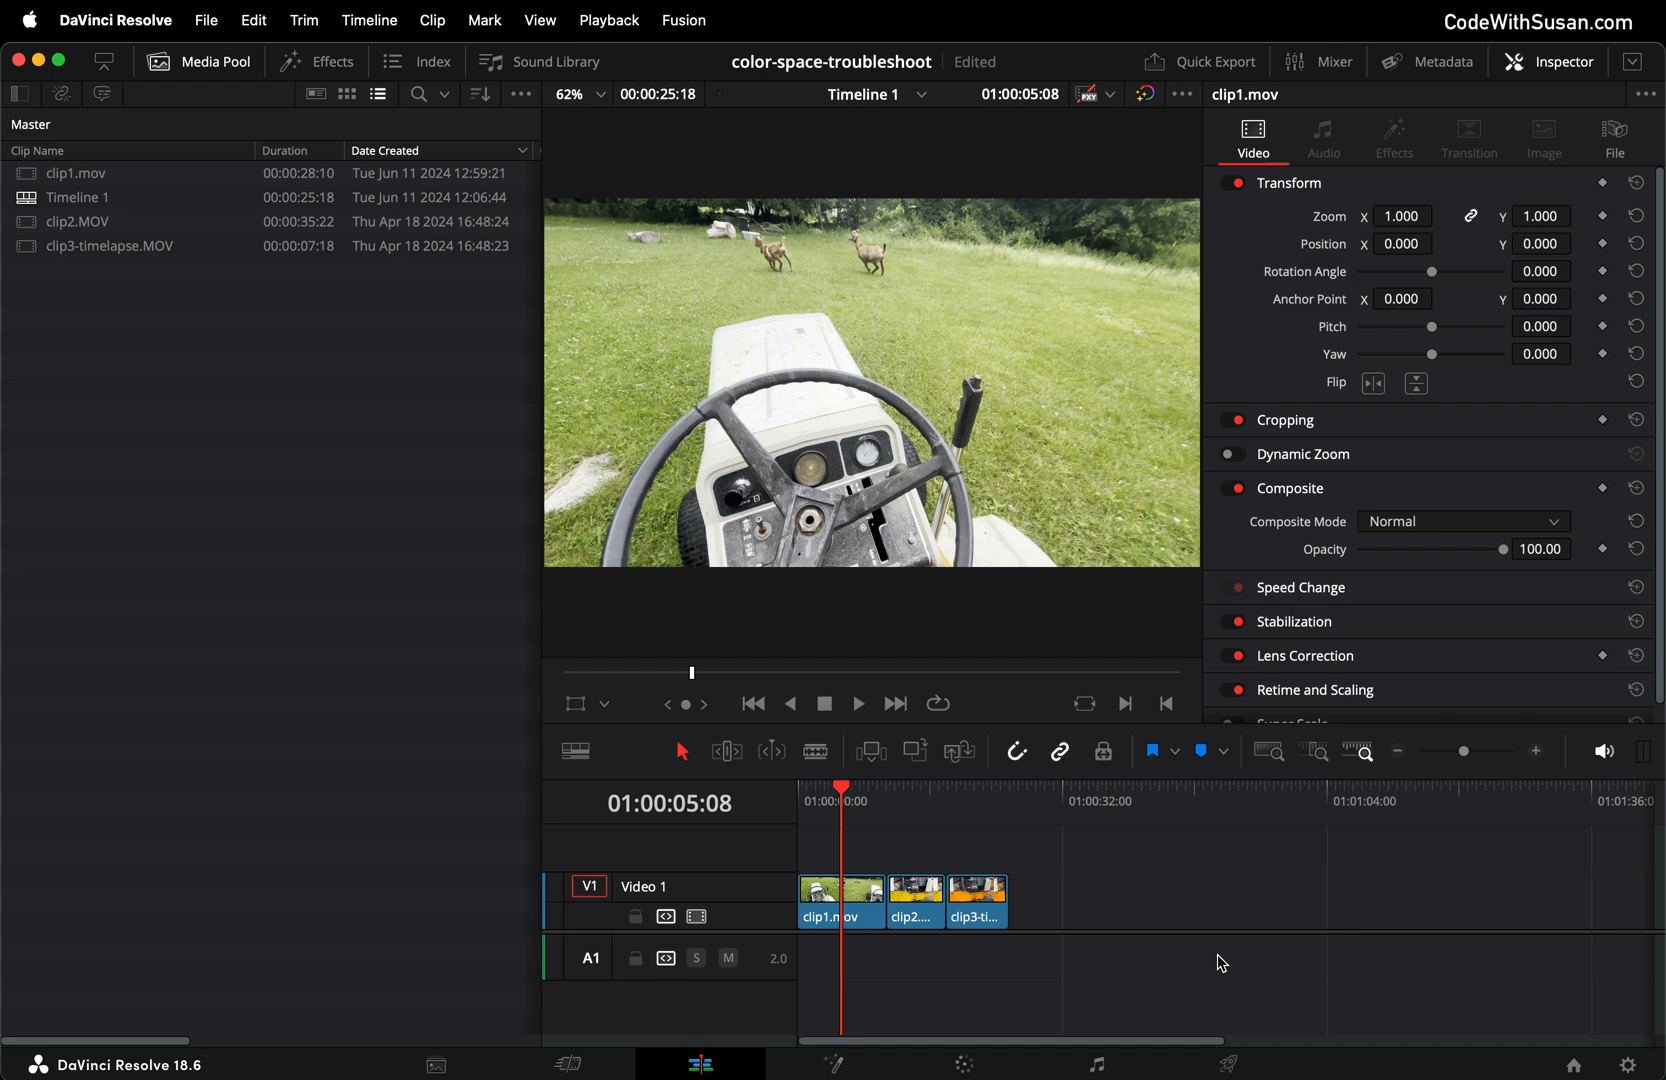 DaVinci Resolve File Edit Trim Timeline Clip Mark View Playback Fusion CodeWithSusan.com
Media Pool Effects Index Sound Library color-space-troubleshoot Edited Quick Export Mixer Metadata Inspector
62% 00:00:25:18 Timeline 1 01:00:05:08 PXY clip1.mov
Master
Video Audio Effects Transition Image File
Clip Name Duration Date Created
clip1.mov 00:00:28:10 Tue Jun 11 2024 12:59:21
Timeline 1 00:00:25:18 Tue Jun 11 2024 12:06:44
clip2.MOV 00:00:35:22 Thu Apr 18 2024 16:48:24
clip3-timelapse.MOV 00:00:07:18 Thu Apr 18 2024 16:48:23
Transform
Zoom X 1.000 Y 1.000
Position X 0.000 Y 0.000
Rotation Angle 0.000
Anchor Point X 0.000 Y 0.000
Pitch 0.000
Yaw 0.000
Flip
Cropping
Dynamic Zoom
Composite
Composite Mode Normal
Opacity 100.00
Speed Change
Stabilization
Lens Correction
Retime and Scaling
01:00:05:08
01:00:00:00 01:00:32:00 01:01:04:00 01:01:36:0
V1 Video 1
clip1.mov clip2.... clip3-ti...
A1 S M 2.0
DaVinci Resolve 18.6